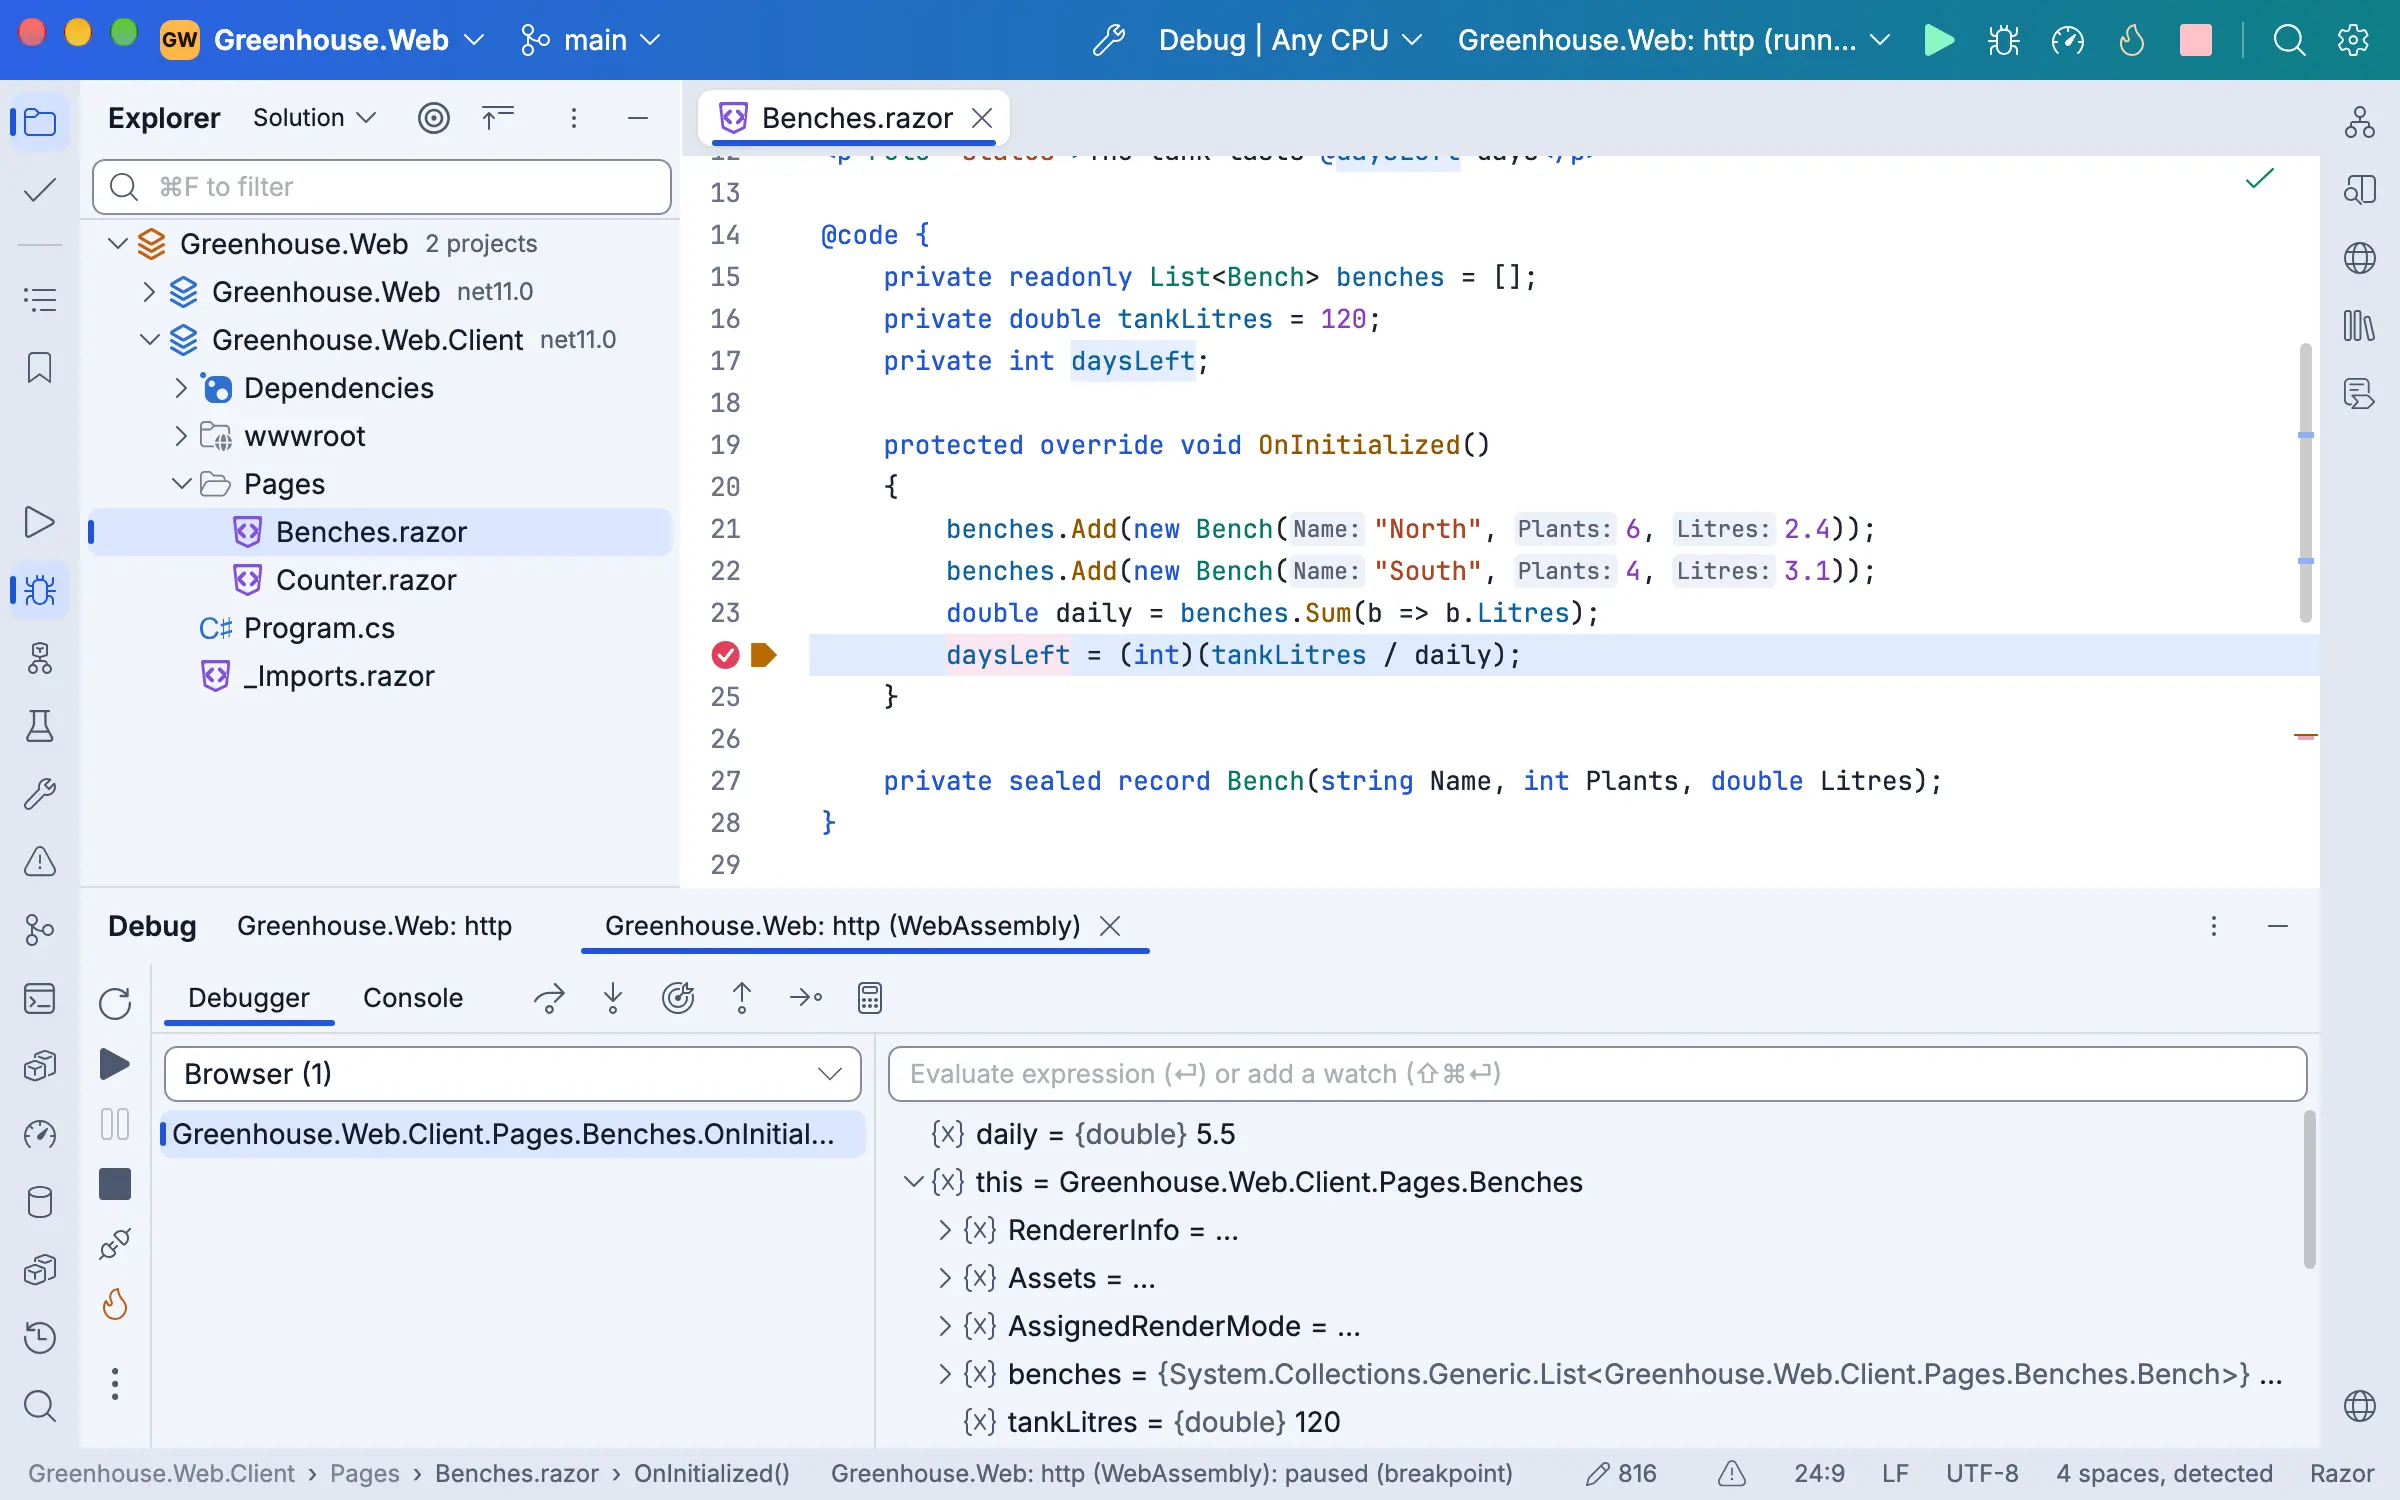 GW Greenhouse.Web main Debug | Any CPU Greenhouse.Web: http (runn...
Explorer Solution
⌘F to filter
Greenhouse.Web 2 projects
Greenhouse.Web net11.0
Greenhouse.Web.Client net11.0
Dependencies
wwwroot
Pages
Benches.razor
Counter.razor
C# Program.cs
_Imports.razor
Benches.razor
13
14 @code {
15 private readonly List<Bench> benches = [];
16 private double tankLitres = 120;
17 private int daysLeft;
18
19 protected override void OnInitialized()
20 {
21 benches.Add(new Bench(Name: "North", Plants: 6, Litres: 2.4));
22 benches.Add(new Bench(Name: "South", Plants: 4, Litres: 3.1));
23 double daily = benches.Sum(b => b.Litres);
daysLeft = (int)(tankLitres / daily);
25 }
26
27 private sealed record Bench(string Name, int Plants, double Litres);
28 }
29
Debug Greenhouse.Web: http Greenhouse.Web: http (WebAssembly)
Debugger Console
Browser (1)
Greenhouse.Web.Client.Pages.Benches.OnInitial...
Evaluate expression (⏎) or add a watch (⇧⌘⏎)
{x} daily = {double} 5.5
{x} this = Greenhouse.Web.Client.Pages.Benches
{x} RendererInfo = ...
{x} Assets = ...
{x} AssignedRenderMode = ...
{x} benches = {System.Collections.Generic.List<Greenhouse.Web.Client.Pages.Benches.Bench>} ...
{x} tankLitres = {double} 120
Greenhouse.Web.Client › Pages › Benches.razor › OnInitialized() Greenhouse.Web: http (WebAssembly): paused (breakpoint) 816 24:9 LF UTF-8 4 spaces, detected Razor